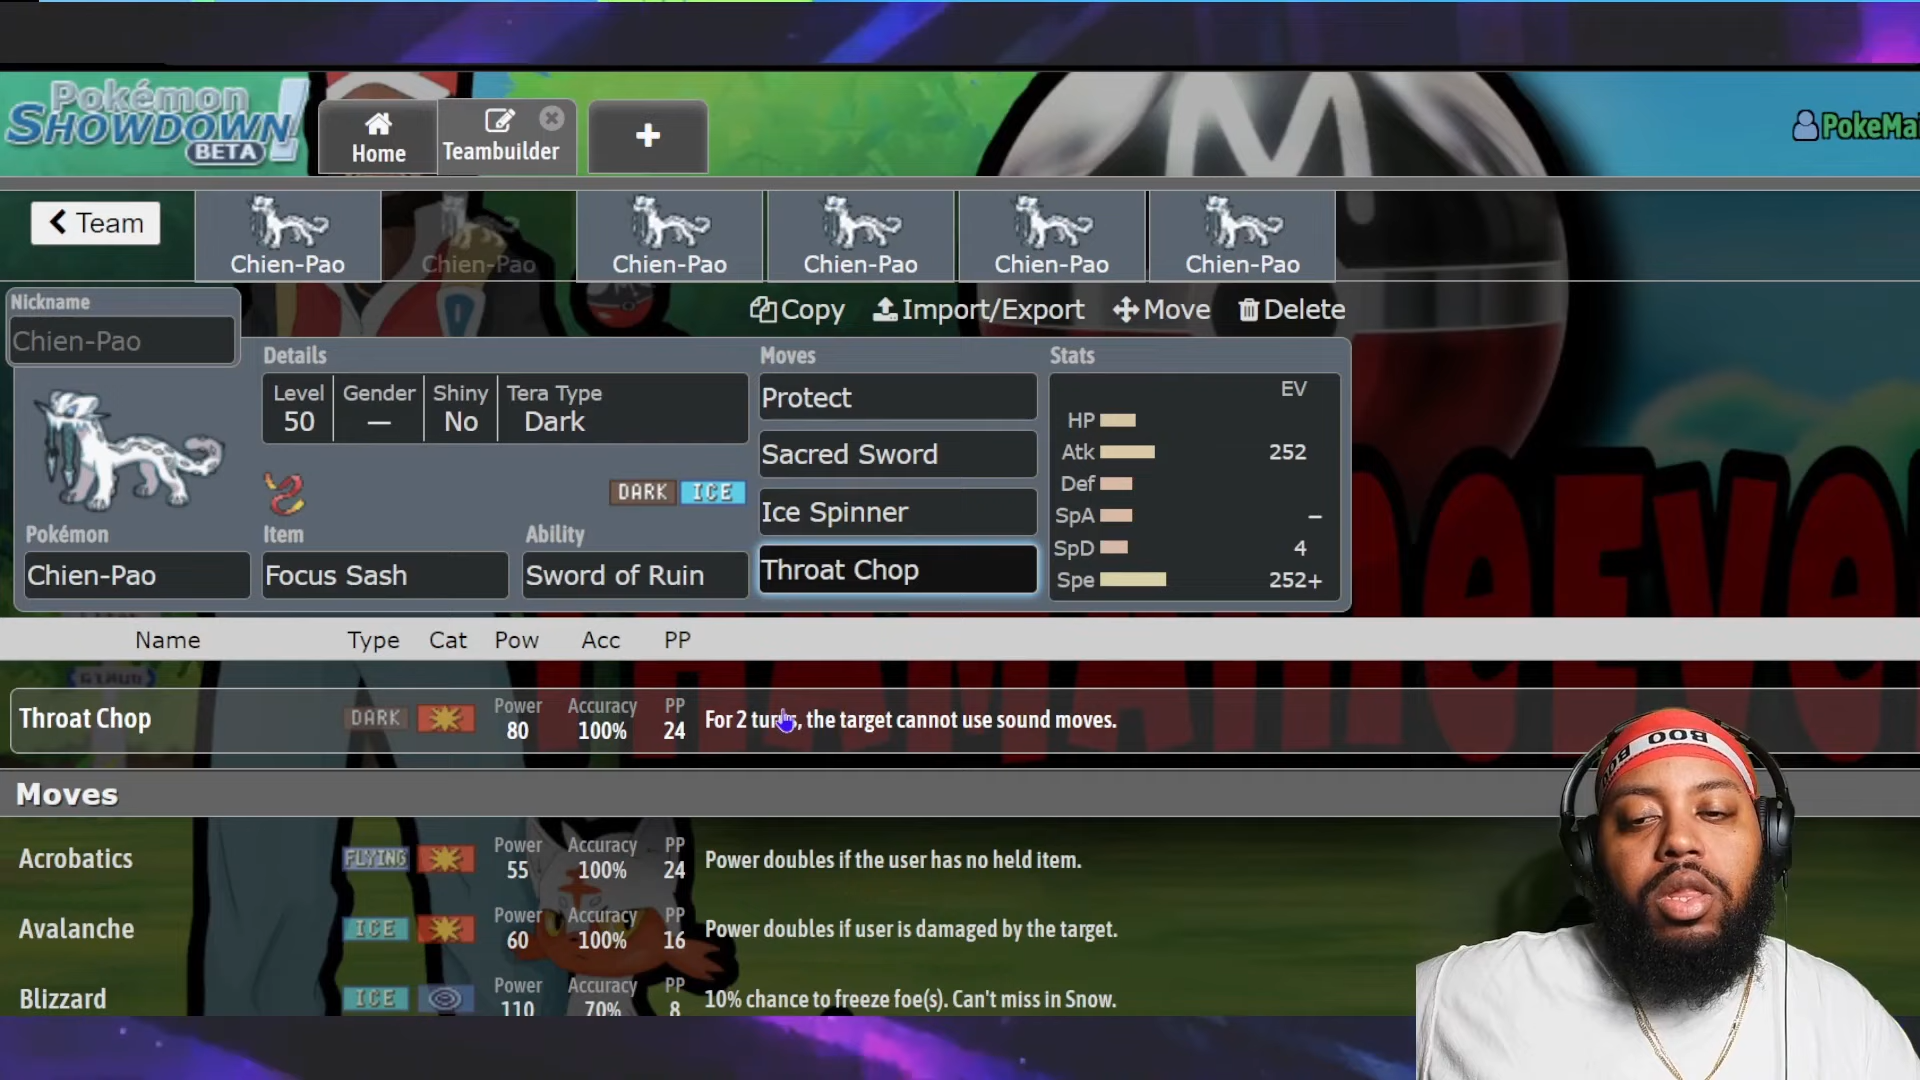 Pokémon
SHOWDOWN!
BETA
Home
Teambuilder
PokeMa
Team
Chien-Pao
Chien-Pao
Chien-Pao
Chien-Pao
Chien-Pao
Chien-Pao
Nickname
Chien-Pao
Copy
Import/Export
Move
Delete
Details
Moves
Stats
Level
Gender
Shiny
Tera Type
50
—
No
Dark
Protect
Sacred Sword
Ice Spinner
Throat Chop
EV
HP
Atk 252
Def
SpA –
SpD 4
Spe 252+
DARK ICE
Pokémon
Item
Ability
Chien-Pao
Focus Sash
Sword of Ruin
Name Type Cat Pow Acc PP
Throat Chop DARK Power 80 Accuracy 100% PP 24 For 2 turns, the target cannot use sound moves.
Moves
Acrobatics FLYING Power 55 Accuracy 100% PP 24 Power doubles if the user has no held item.
Avalanche ICE Power 60 Accuracy 100% PP 16 Power doubles if user is damaged by the target.
Blizzard ICE Power 110 Accuracy 70% PP 8 10% chance to freeze foe(s). Can't miss in Snow.
BOO
BOO